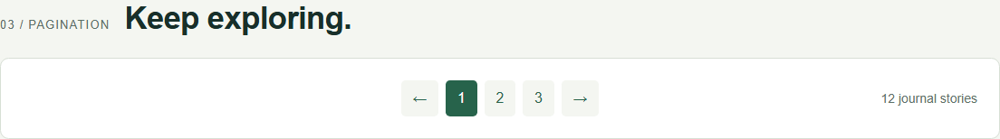 03 / PAGINATION Keep exploring.
← 1 2 3 → 12 journal stories